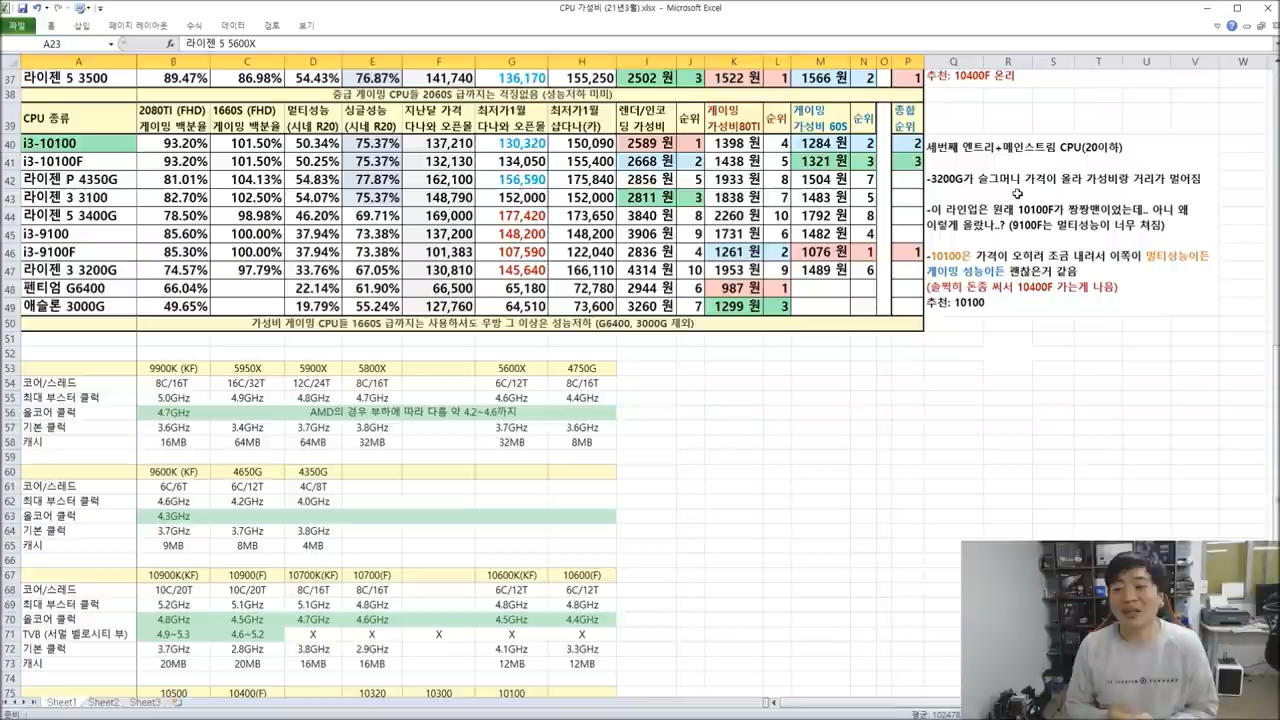 CPU 가성비 (21년3월).xlsx - Microsoft Excel
파일 홈 삽입 페이지 레이아웃 수식 데이터 검토 보기
A23 fx 라이젠 5 5600X
A B C D E F G H I J K L M N O P Q R S T U V W
37 라이젠 5 3500 89.47% 86.98% 54.43% 76.87% 141,740 136,170 155,250 2502 원 3 1522 원 1 1566 원 2 1 추천: 10400F 온리
38 중급 게이밍 CPU들 2060S 급까지는 걱정없음 (성능저하 미미)
39 CPU 종류 2080TI (FHD) 게이밍 백분율 1660S (FHD) 게이밍 백분율 멀티성능 (시네 R20) 싱글성능 (시네 R20) 지난달 가격 다나와 오픈몰 최저가1월 다나와 오픈몰 최저가1월 샵다나(카) 렌더/인코딩 가성비 순위 게이밍 가성비80TI 순위 게이밍 가성비 60S 순위 종합 순위
40 i3-10100 93.20% 101.50% 50.34% 75.37% 137,210 130,320 150,090 2589 원 1 1398 원 4 1284 원 2 2
41 i3-10100F 93.20% 101.50% 50.25% 75.37% 132,130 134,050 155,400 2668 원 2 1438 원 5 1321 원 3 3
42 라이젠 P 4350G 81.01% 104.13% 54.83% 77.87% 162,100 156,590 175,840 2856 원 5 1933 원 8 1504 원 7
43 라이젠 3 3100 82.70% 102.50% 54.07% 75.37% 148,790 152,000 152,000 2811 원 3 1838 원 7 1483 원 5
44 라이젠 5 3400G 78.50% 98.98% 46.20% 69.71% 169,000 177,420 173,550 3840 원 8 2260 원 10 1792 원 8
45 i3-9100 85.60% 100.00% 37.94% 73.38% 137,000 148,200 148,200 3906 원 9 1731 원 6 1482 원 4
46 i3-9100F 85.30% 100.00% 37.94% 73.38% 101,383 107,590 122,040 2836 원 4 1261 원 2 1076 원 1 1
47 라이젠 3 3200G 74.57% 97.79% 33.76% 67.05% 130,810 145,640 166,110 4314 원 10 1953 원 9 1489 원 6
48 펜티엄 G6400 66.04% 22.14% 61.90% 66,500 65,180 72,780 2944 원 6 987 원 1
49 애슬론 3000G 49.65% 19.79% 55.24% 127,760 64,510 73,600 3260 원 7 1299 원 3
50 가성비 게이밍 CPU들 1660S 급까지는 사용하셔도 무방 그 이상은 성능저하 (G6400, 3000G 제외)
세번째 엔트리+메인스트림 CPU(20이하)
-3200G가 슬그머니 가격이 올라 가성비랑 거리가 멀어짐
-이 라인업은 원래 10100F가 짱짱맨이었는데.. 아니 왜
이렇게 올랐나..? (9100F는 멀티성능이 너무 쳐짐)
-10100은 가격이 오히려 조금 내려서 이쪽이 멀티성능이든
게이밍 성능이든 괜찮은거 같음
(솔찍히 돈좀 써서 10400F 가는게 나음)
추천: 10100
51
52
53 9900K (KF) 5950X 5900X 5800X 5600X 4750G
54 코어/스레드 8C/16T 16C/32T 12C/24T 8C/16T 6C/12T 8C/16T
55 최대 부스터 클럭 5.0GHz 4.9GHz 4.8GHz 4.7GHz 4.6GHz 4.4GHz
56 올코어 클럭 4.7GHz AMD의 경우 부하에 따라 다름 약 4.2~4.6까지
57 기본 클럭 3.6GHz 3.4GHz 3.7GHz 3.8GHz 3.7GHz 3.6GHz
58 캐시 16MB 64MB 64MB 32MB 32MB 8MB
59
60 9600K (KF) 4650G 4350G
61 코어/스레드 6C/6T 6C/12T 4C/8T
62 최대 부스터 클럭 4.6GHz 4.2GHz 4.0GHz
63 올코어 클럭 4.3GHz
64 기본 클럭 3.7GHz 3.7GHz 3.8GHz
65 캐시 9MB 8MB 4MB
66
67 10900K(KF) 10900(F) 10700K(KF) 10700(F) 10600K(KF) 10600(F)
68 코어/스레드 10C/20T 10C/20T 8C/16T 8C/16T 6C/12T 6C/12T
69 최대 부스터 클럭 5.2GHz 5.1GHz 5.1GHz 4.8GHz 4.8GHz 4.8GHz
70 올코어 클럭 4.8GHz 4.5GHz 4.7GHz 4.6GHz 4.5GHz 4.4GHz
71 TVB (서멀 벨로시티 부) 4.9~5.3 4.6~5.2 X X X X X
72 기본 클럭 3.7GHz 2.8GHz 3.8GHz 2.9GHz 4.1GHz 3.3GHz
73 캐시 20MB 20MB 16MB 16MB 12MB 12MB
74
75 10500 10400(F) 10320 10300 10100
Sheet1 Sheet2 Sheet3
준비